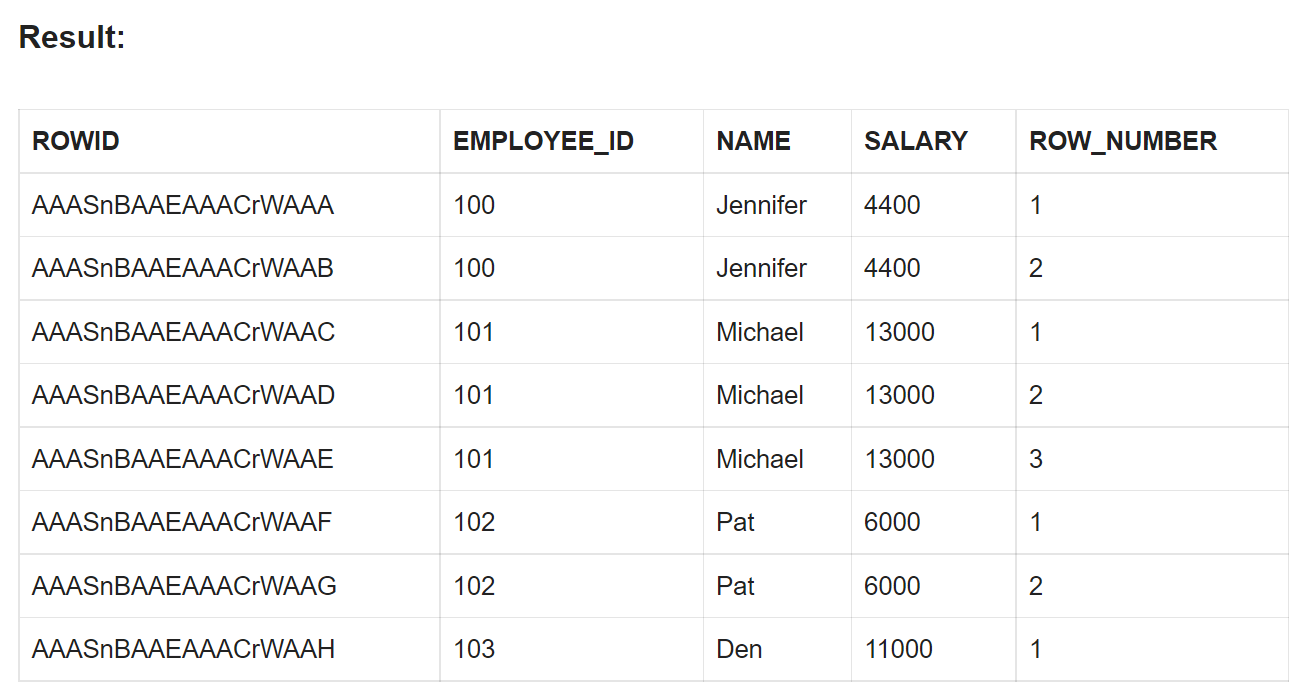 Result:
ROWID EMPLOYEE_ID NAME SALARY ROW_NUMBER
AAASnBAAEAAACrWAAA 100 Jennifer 4400 1
AAASnBAAEAAACrWAAB 100 Jennifer 4400 2
AAASnBAAEAAACrWAAC 101 Michael 13000 1
AAASnBAAEAAACrWAAD 101 Michael 13000 2
AAASnBAAEAAACrWAAE 101 Michael 13000 3
AAASnBAAEAAACrWAAF 102 Pat 6000 1
AAASnBAAEAAACrWAAG 102 Pat 6000 2
AAASnBAAEAAACrWAAH 103 Den 11000 1